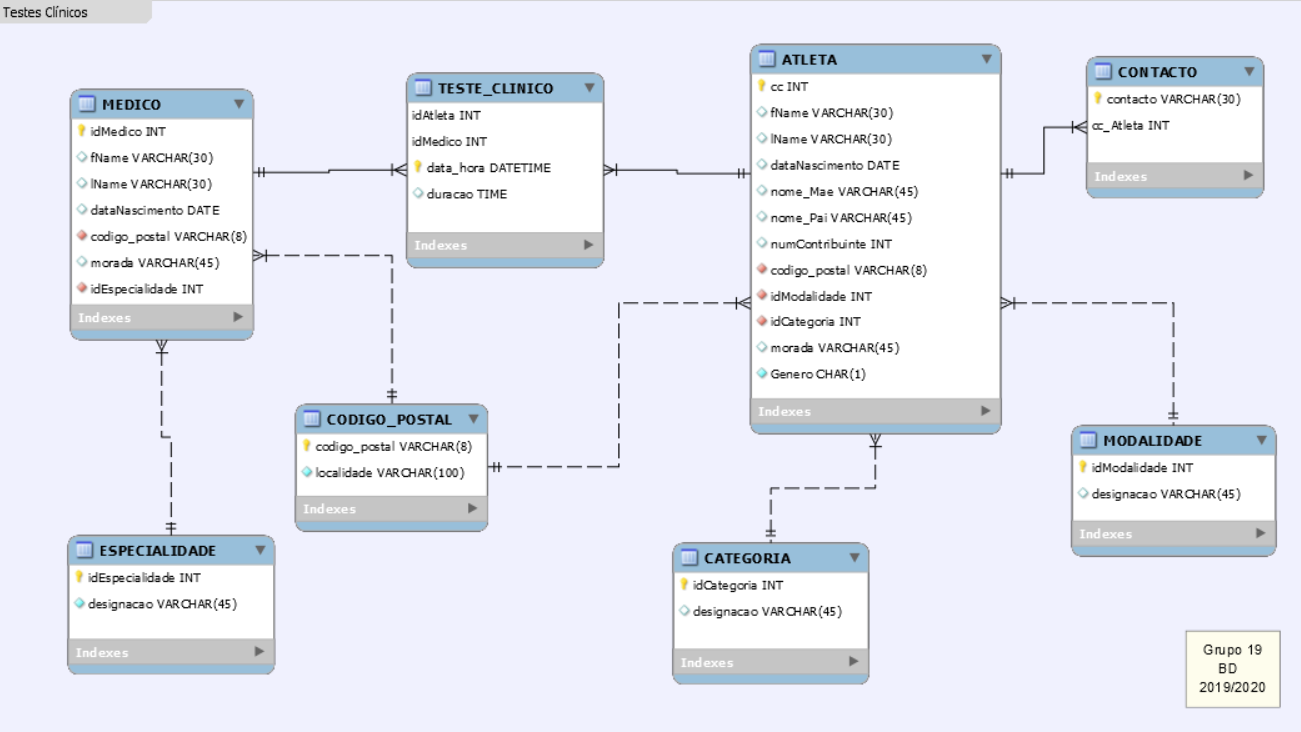 Testes Clínicos
MEDICO
idMedico INT
fName VARCHAR(30)
lName VARCHAR(30)
dataNascimento DATE
codigo_postal VARCHAR(8)
morada VARCHAR(45)
idEspecialidade INT
Indexes
TESTE_CLINICO
idAtleta INT
idMedico INT
data_hora DATETIME
duracao TIME
Indexes
ATLETA
cc INT
fName VARCHAR(30)
lName VARCHAR(30)
dataNascimento DATE
nome_Mae VARCHAR(45)
nome_Pai VARCHAR(45)
numContribuinte INT
codigo_postal VARCHAR(8)
idModalidade INT
idCategoria INT
morada VARCHAR(45)
Genero CHAR(1)
Indexes
CONTACTO
contacto VARCHAR(30)
cc_Atleta INT
Indexes
CODIGO_POSTAL
codigo_postal VARCHAR(8)
localidade VARCHAR(100)
Indexes
MODALIDADE
idModalidade INT
designacao VARCHAR(45)
Indexes
ESPECIALIDADE
idEspecialidade INT
designacao VARCHAR(45)
Indexes
CATEGORIA
idCategoria INT
designacao VARCHAR(45)
Indexes
Grupo 19
BD
2019/2020